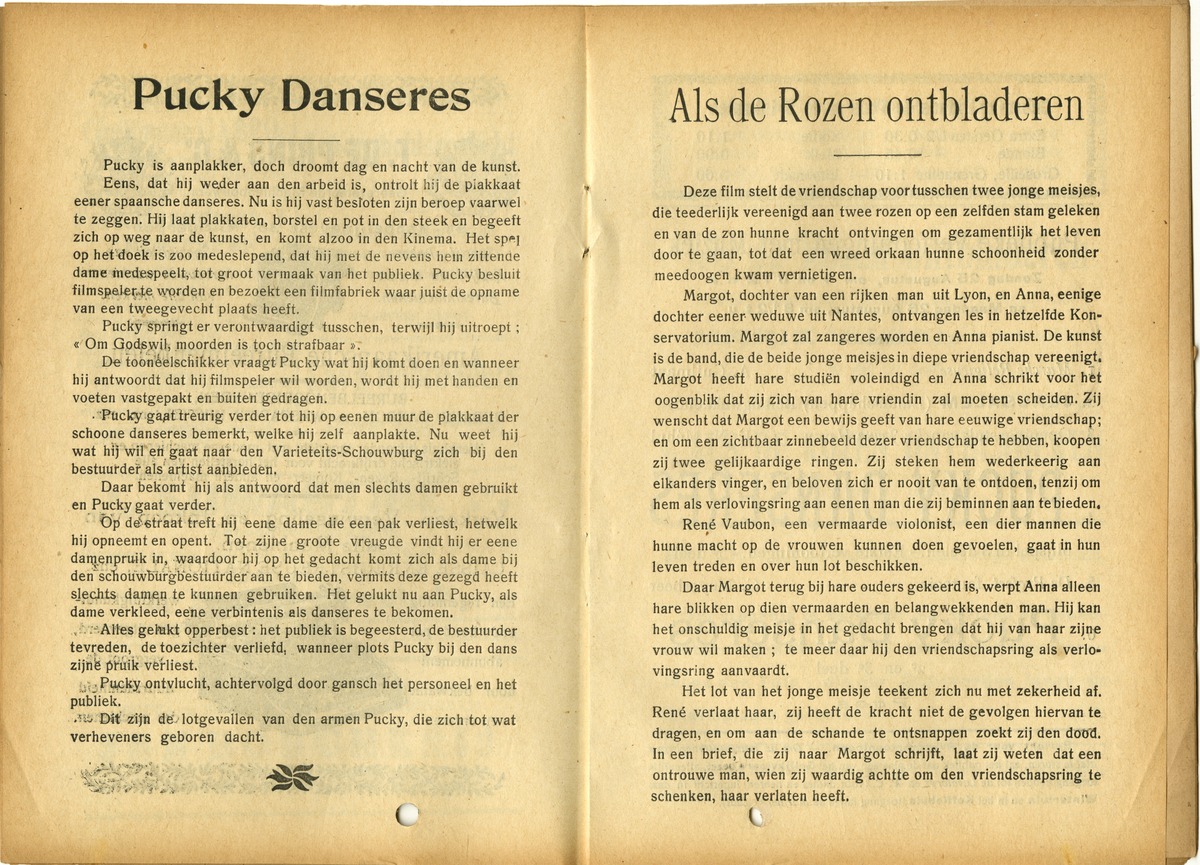 Pucky Danseres
Pucky is aanplakker, doch droomt dag en nacht van de kunst.
Eens, dat hij weder aan den arbeid is, ontrolt hij de plakkaat
eener spaansche danseres. Nu is hij vast besloten zijn beroep vaarwel
te zeggen. Hij laat plakkaten, borstel en pot in den steek en begeeft
zich op weg naar de kunst, en komt alzoo in den Kinema. Het spel
op het doek is zoo medeslepend, dat hij met de nevens hem zittende
dame medespeelt, tot groot vermaak van het publiek. Pucky besluit
filmspeler te worden en bezoekt een filmfabriek waar juist de opname
van een tweegevecht plaats heeft.
Pucky springt er verontwaardigt tusschen, terwijl hij uitroept ;
« Om Godswil, moorden is toch strafbaar ».
De tooneelschikker vraagt Pucky wat hij komt doen en wanneer
hij antwoordt dat hij filmspeler wil worden, wordt hij met handen en
voeten vastgepakt en buiten gedragen.
Pucky gaat treurig verder tot hij op eenen muur de plakkaat der
schoone danseres bemerkt, welke hij zelf aanplakte. Nu weet hij
wat hij wil en gaat naar den Varieteits-Schouwburg zich bij den
bestuurder als artist aanbieden.
Daar bekomt hij als antwoord dat men slechts damen gebruikt
en Pucky gaat verder.
Op de straat treft hij eene dame die een pak verliest, hetwelk
hij opneemt en opent. Tot zijne groote vreugde vindt hij er eene
damenpruik in, waardoor hij op het gedacht komt zich als dame bij
den schouwburgbestuurder aan te bieden, vermits deze gezegd heeft
slechts damen te kunnen gebruiken. Het gelukt nu aan Pucky, als
dame verkleed, eene verbintenis als danseres te bekomen.
Alles gelukt opperbest : het publiek is begeesterd, de bestuurder
tevreden, de toezichter verliefd, wanneer plots Pucky bij den dans
zijne pruik verliest.
Pucky ontvlucht, achtervolgd door gansch het personeel en het
publiek.
Dit zijn de lotgevallen van den armen Pucky, die zich tot wat
verheveners geboren dacht.
Als de Rozen ontbladeren
Deze film stelt de vriendschap voor tusschen twee jonge meisjes,
die teederlijk vereenigd aan twee rozen op een zelfden stam geleken
en van de zon hunne kracht ontvingen om gezamentlijk het leven
door te gaan, tot dat een wreed orkaan hunne schoonheid zonder
meedoogen kwam vernietigen.
Margot, dochter van een rijken man uit Lyon, en Anna, eenige
dochter eener weduwe uit Nantes, ontvangen les in hetzelfde Kon-
servatorium. Margot zal zangeres worden en Anna pianist. De kunst
is de band, die de beide jonge meisjes in diepe vriendschap vereenigt.
Margot heeft hare studiën voleindigd en Anna schrikt voor het
oogenblik dat zij zich van hare vriendin zal moeten scheiden. Zij
wenscht dat Margot een bewijs geeft van hare eeuwige vriendschap;
en om een zichtbaar zinnebeeld dezer vriendschap te hebben, koopen
zij twee gelijkaardige ringen. Zij steken hem wederkeerig aan
elkanders vinger, en beloven zich er nooit van te ontdoen, tenzij om
hem als verlovingsring aan eenen man die zij beminnen aan te bieden.
René Vaubon, een vermaarde violonist, een dier mannen die
hunne macht op de vrouwen kunnen doen gevoelen, gaat in hun
leven treden en over hun lot beschikken.
Daar Margot terug bij hare ouders gekeerd is, werpt Anna alleen
hare blikken op dien vermaarden en belangwekkenden man. Hij kan
het onschuldig meisje in het gedacht brengen dat hij van haar zijne
vrouw wil maken ; te meer daar hij den vriendschapsring als verlo-
vingsring aanvaardt.
Het lot van het jonge meisje teekent zich nu met zekerheid af.
René verlaat haar, zij heeft de kracht niet de gevolgen hiervan te
dragen, en om aan de schande te ontsnappen zoekt zij den dood.
In een brief, die zij naar Margot schrijft, laat zij weten dat een
ontrouwe man, wien zij waardig achtte om den vriendschapsring te
schenken, haar verlaten heeft.